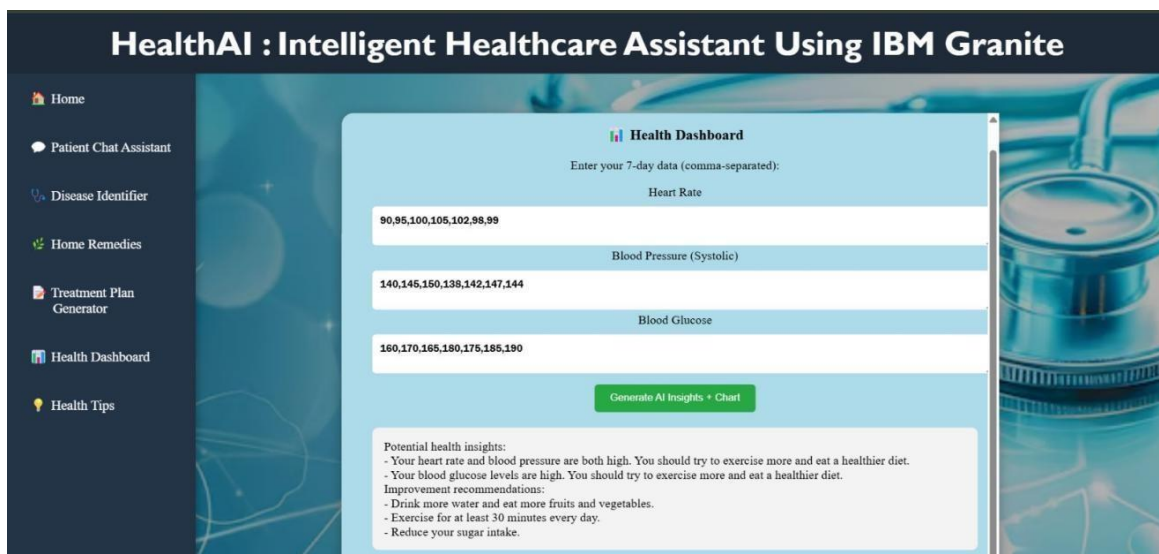 HealthAI : Intelligent Healthcare Assistant Using IBM Granite
🏠 Home
💬 Patient Chat Assistant
🩺 Disease Identifier
🌿 Home Remedies
📝 Treatment Plan
Generator
📊 Health Dashboard
💡 Health Tips
📊 Health Dashboard
Enter your 7-day data (comma-separated):
Heart Rate
90,95,100,105,102,98,99
Blood Pressure (Systolic)
140,145,150,138,142,147,144
Blood Glucose
160,170,165,180,175,185,190
Generate AI Insights + Chart
Potential health insights:
- Your heart rate and blood pressure are both high. You should try to exercise more and eat a healthier diet.
- Your blood glucose levels are high. You should try to exercise more and eat a healthier diet.
Improvement recommendations:
- Drink more water and eat more fruits and vegetables.
- Exercise for at least 30 minutes every day.
- Reduce your sugar intake.